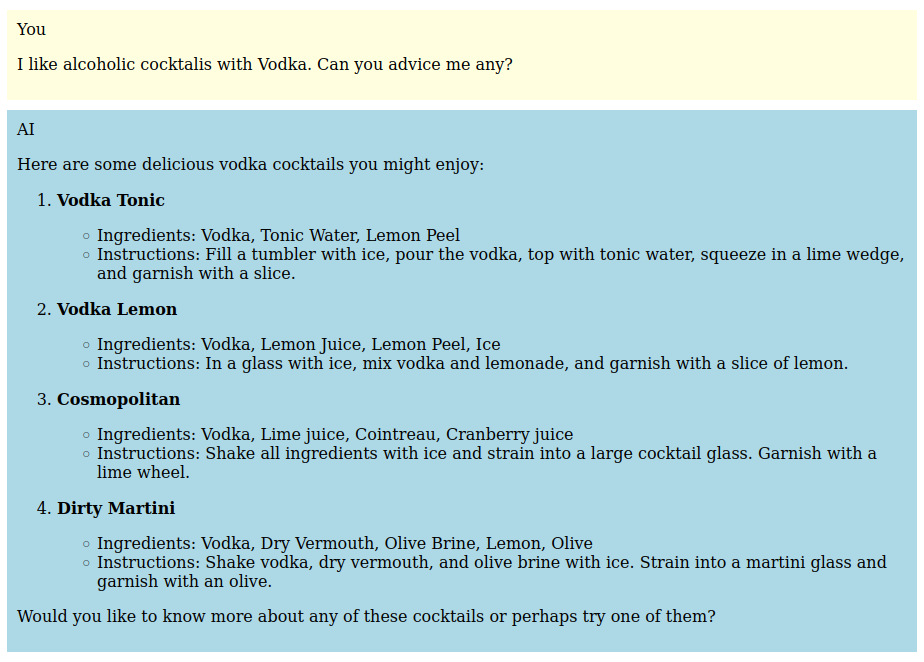 You
I like alcoholic cocktalis with Vodka. Can you advice me any?
AI
Here are some delicious vodka cocktails you might enjoy:
1. Vodka Tonic
◦ Ingredients: Vodka, Tonic Water, Lemon Peel
◦ Instructions: Fill a tumbler with ice, pour the vodka, top with tonic water, squeeze in a lime wedge,
and garnish with a slice.
2. Vodka Lemon
◦ Ingredients: Vodka, Lemon Juice, Lemon Peel, Ice
◦ Instructions: In a glass with ice, mix vodka and lemonade, and garnish with a slice of lemon.
3. Cosmopolitan
◦ Ingredients: Vodka, Lime juice, Cointreau, Cranberry juice
◦ Instructions: Shake all ingredients with ice and strain into a large cocktail glass. Garnish with a
lime wheel.
4. Dirty Martini
◦ Ingredients: Vodka, Dry Vermouth, Olive Brine, Lemon, Olive
◦ Instructions: Shake vodka, dry vermouth, and olive brine with ice. Strain into a martini glass and
garnish with an olive.
Would you like to know more about any of these cocktails or perhaps try one of them?